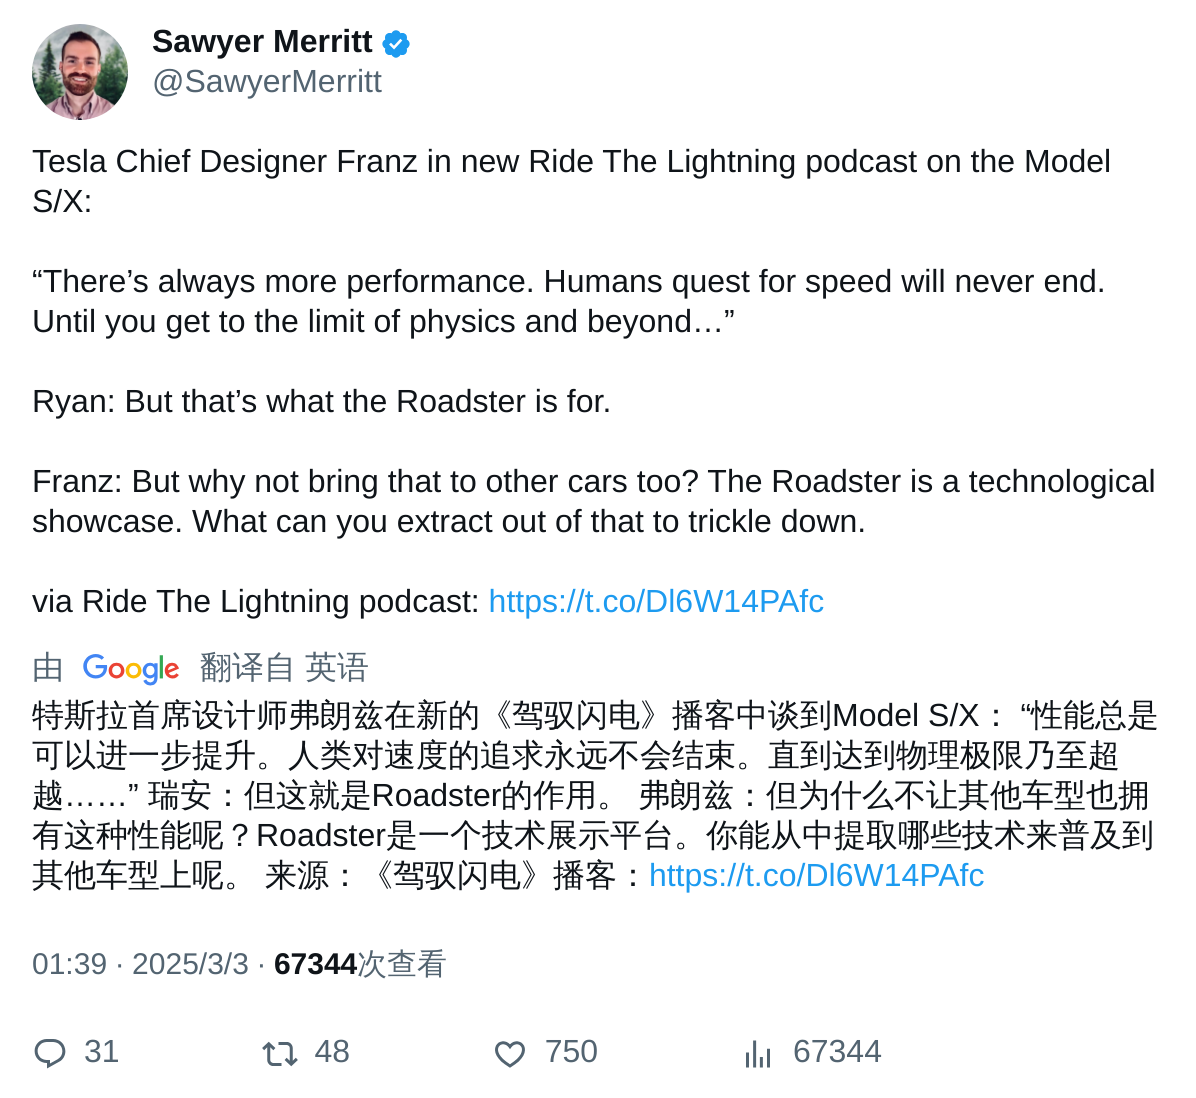 Sawyer Merritt
@SawyerMerritt
Tesla Chief Designer Franz in new Ride The Lightning podcast on the Model
S/X:
“There’s always more performance. Humans quest for speed will never end.
Until you get to the limit of physics and beyond…”
Ryan: But that’s what the Roadster is for.
Franz: But why not bring that to other cars too? The Roadster is a technological
showcase. What can you extract out of that to trickle down.
via Ride The Lightning podcast: https://t.co/Dl6W14PAfc
由 Google 翻译自 英语
特斯拉首席设计师弗朗兹在新的《驾驭闪电》播客中谈到Model S/X： “性能总是
可以进一步提升。人类对速度的追求永远不会结束。直到达到物理极限乃至超
越……” 瑞安：但这就是Roadster的作用。 弗朗兹：但为什么不让其他车型也拥
有这种性能呢？Roadster是一个技术展示平台。你能从中提取哪些技术来普及到
其他车型上呢。 来源：《驾驭闪电》播客：https://t.co/Dl6W14PAfc
01:39 · 2025/3/3 · 67344次查看
31 48 750 67344